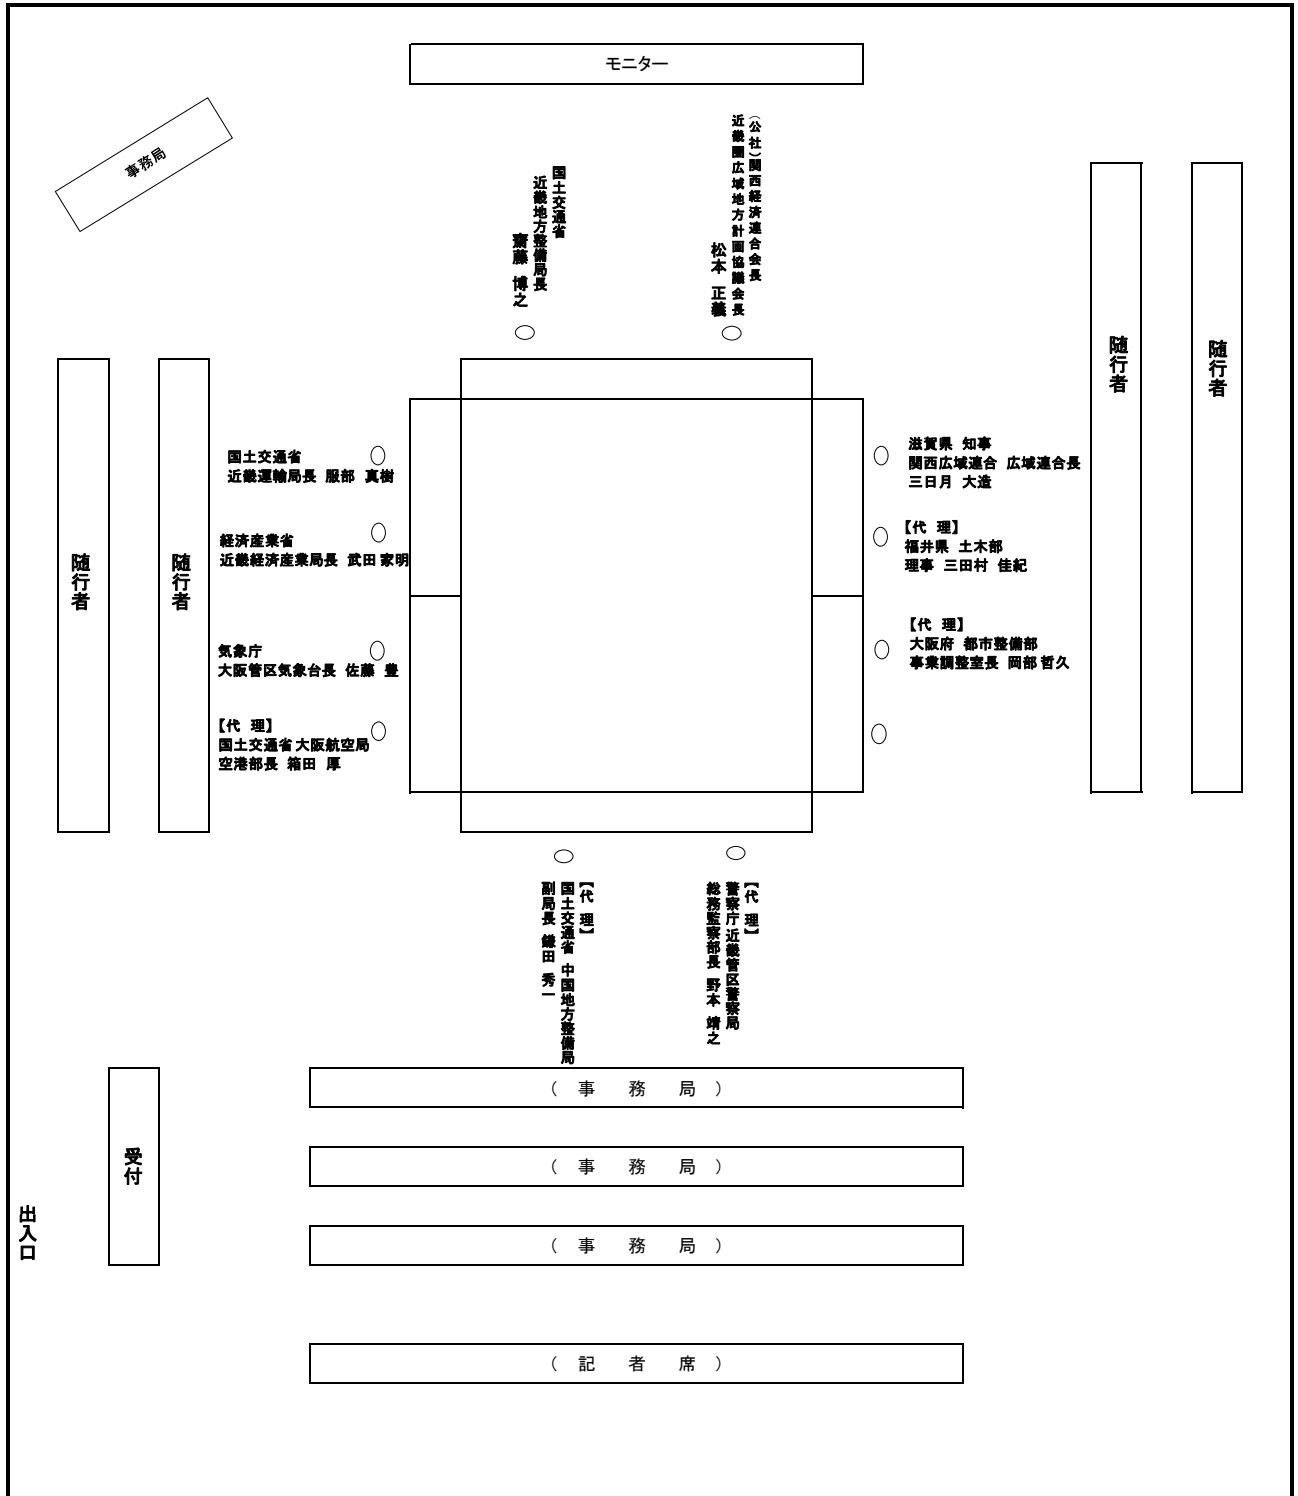 モニター
事務局
（公社）関西経済連合会長
近畿圏広域地方計画協議会長
松本 正義
国土交通省
近畿地方整備局長
齋藤 博之
随行者
随行者
随行者
随行者
国土交通省
近畿運輸局長 服部 真樹
経済産業省
近畿経済産業局長 武田 家明
気象庁
大阪管区気象台長 佐藤 豊
【代 理】
国土交通省 大阪航空局
空港部長 箱田 厚
滋賀県 知事
関西広域連合 広域連合長
三日月 大造
【代 理】
福井県 土木部
理事 三田村 佳紀
【代 理】
大阪府 都市整備部
事業調整室長 岡部 哲久
【代 理】
警察庁 近畿管区警察局
総務監察部長 野本 靖之
【代 理】
国土交通省 中国地方整備局
副局長 鎌田 秀一
（ 事 務 局 ）
（ 事 務 局 ）
（ 事 務 局 ）
（ 記 者 席 ）
受付
出入口